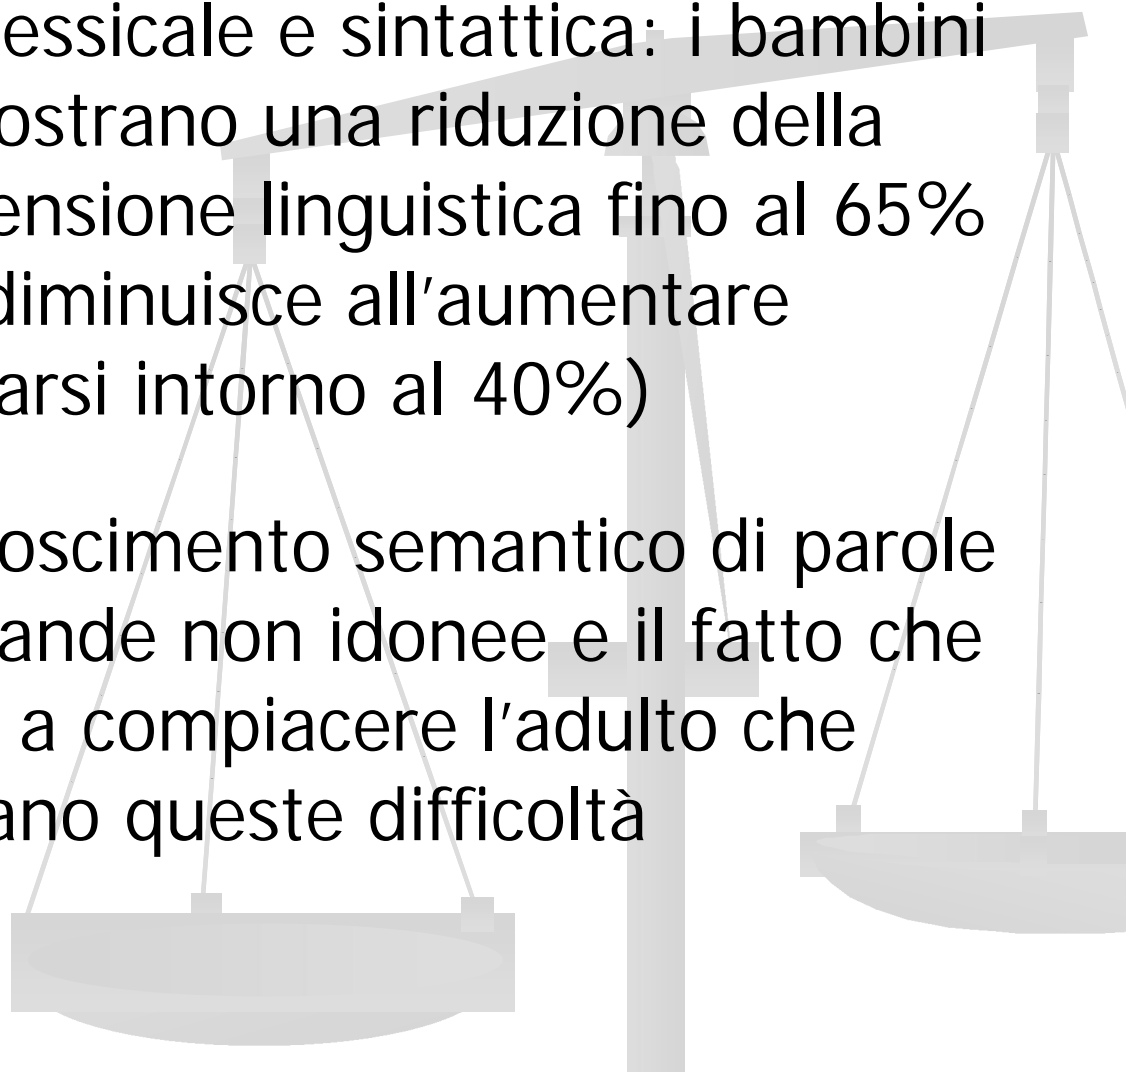 essicale e sintattica: i bambini
ostrano una riduzione della
ensione linguistica fino al 65%
diminuisce all'aumentare
arsi intorno al 40%)
oscimento semantico di parole
ande non idonee e il fatto che
a compiacere l'adulto che
ano queste difficoltà